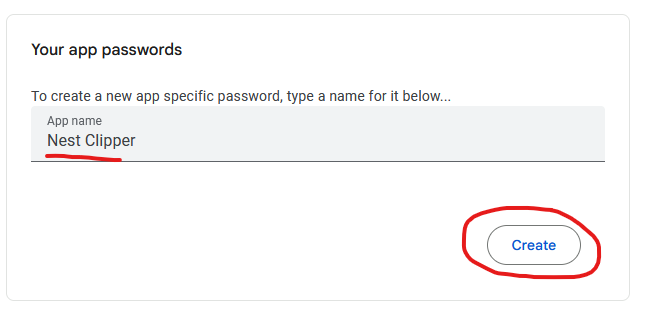 Your app passwords
To create a new app specific password, type a name for it below...
App name
Nest Clipper
Create